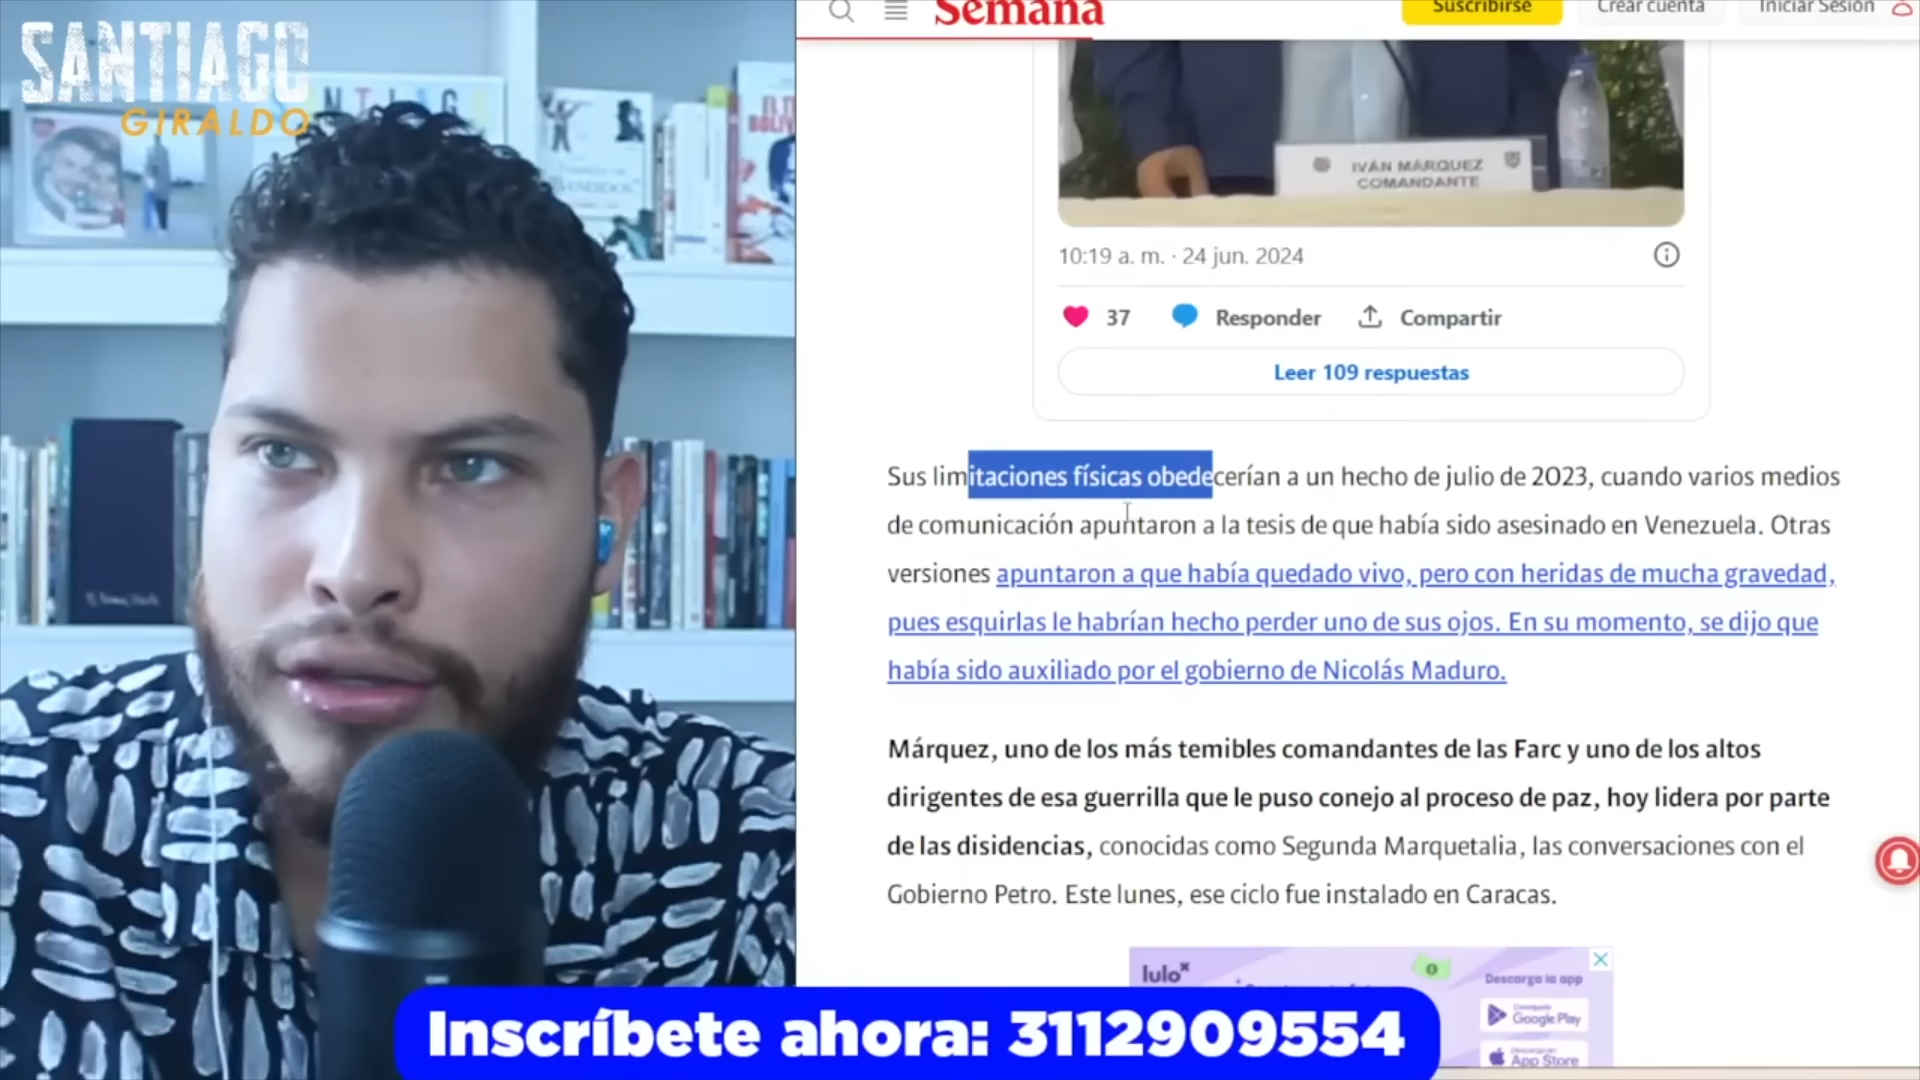 SANTIAGO
GIRALDO
Semana
Suscribirse
Crear cuenta
Iniciar Sesión
IVÁN MÁRQUEZ
COMANDANTE
10:19 a. m. · 24 jun. 2024
37
Responder
Compartir
Leer 109 respuestas
Sus limitaciones físicas obedecerían a un hecho de julio de 2023, cuando varios medios
de comunicación apuntaron a la tesis de que había sido asesinado en Venezuela. Otras
versiones apuntaron a que había quedado vivo, pero con heridas de mucha gravedad,
pues esquirlas le habrían hecho perder uno de sus ojos. En su momento, se dijo que
había sido auxiliado por el gobierno de Nicolás Maduro.
Márquez, uno de los más temibles comandantes de las Farc y uno de los altos
dirigentes de esa guerrilla que le puso conejo al proceso de paz, hoy lidera por parte
de las disidencias, conocidas como Segunda Marquetalia, las conversaciones con el
Gobierno Petro. Este lunes, ese ciclo fue instalado en Caracas.
lulo
Descarga la app
Google Play
App Store
Inscríbete ahora: 3112909554